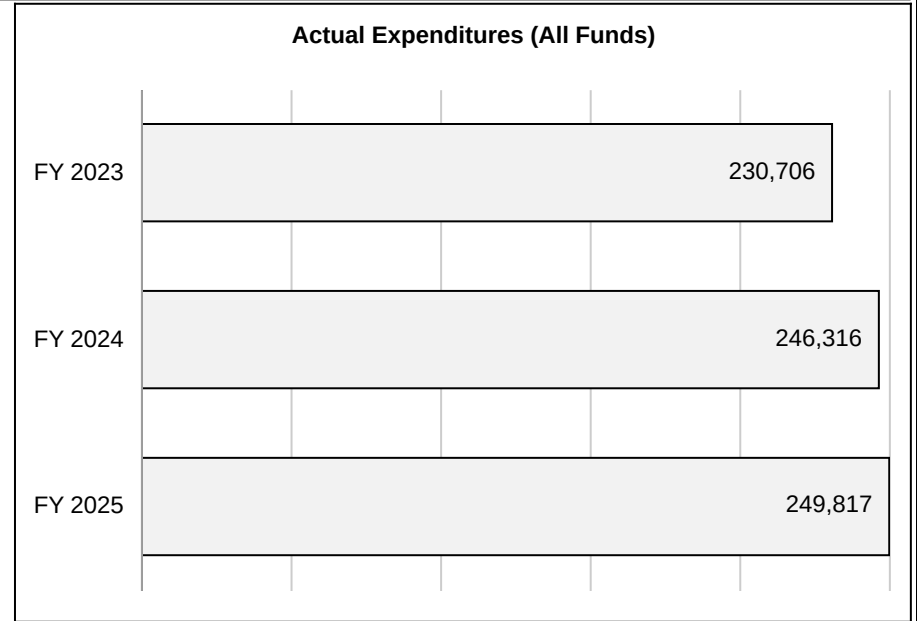 Actual Expenditures (All Funds)
FY 2023 230,706
FY 2024 246,316
FY 2025 249,817